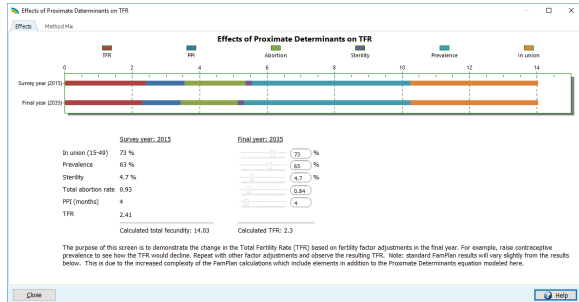 Effects of Proximate Determinants on TFR
Effects Method Mix
Effects of Proximate Determinants on TFR
TFR PPI Abortion Sterility Prevalence In union
0 2 4 6 8 10 12 14
Survey year (2015)
Final year (2035)
Survey year: 2015 Final year: 2035
In union (15-49) 73 % 73 %
Prevalence 63 % 65 %
Sterility 4.7 % 4.7 %
Total abortion rate 0.93 0.84
PPI (months) 4 4
TFR 2.41
Calculated total fecundity: 14.03 Calculated TFR: 2.3
The purpose of this screen is to demonstrate the change in the Total Fertility Rate (TFR) based on fertility factor adjustments in the final year. For example, raise contraceptive
prevalence to see how the TFR would decline. Repeat with other factor adjustments and observe the resulting TFR. Note: standard FamPlan results will vary slightly from the results
below. This is due to the increased complexity of the FamPlan calculations which include elements in addition to the Proximate Determinants equation modeled here.
Close Help